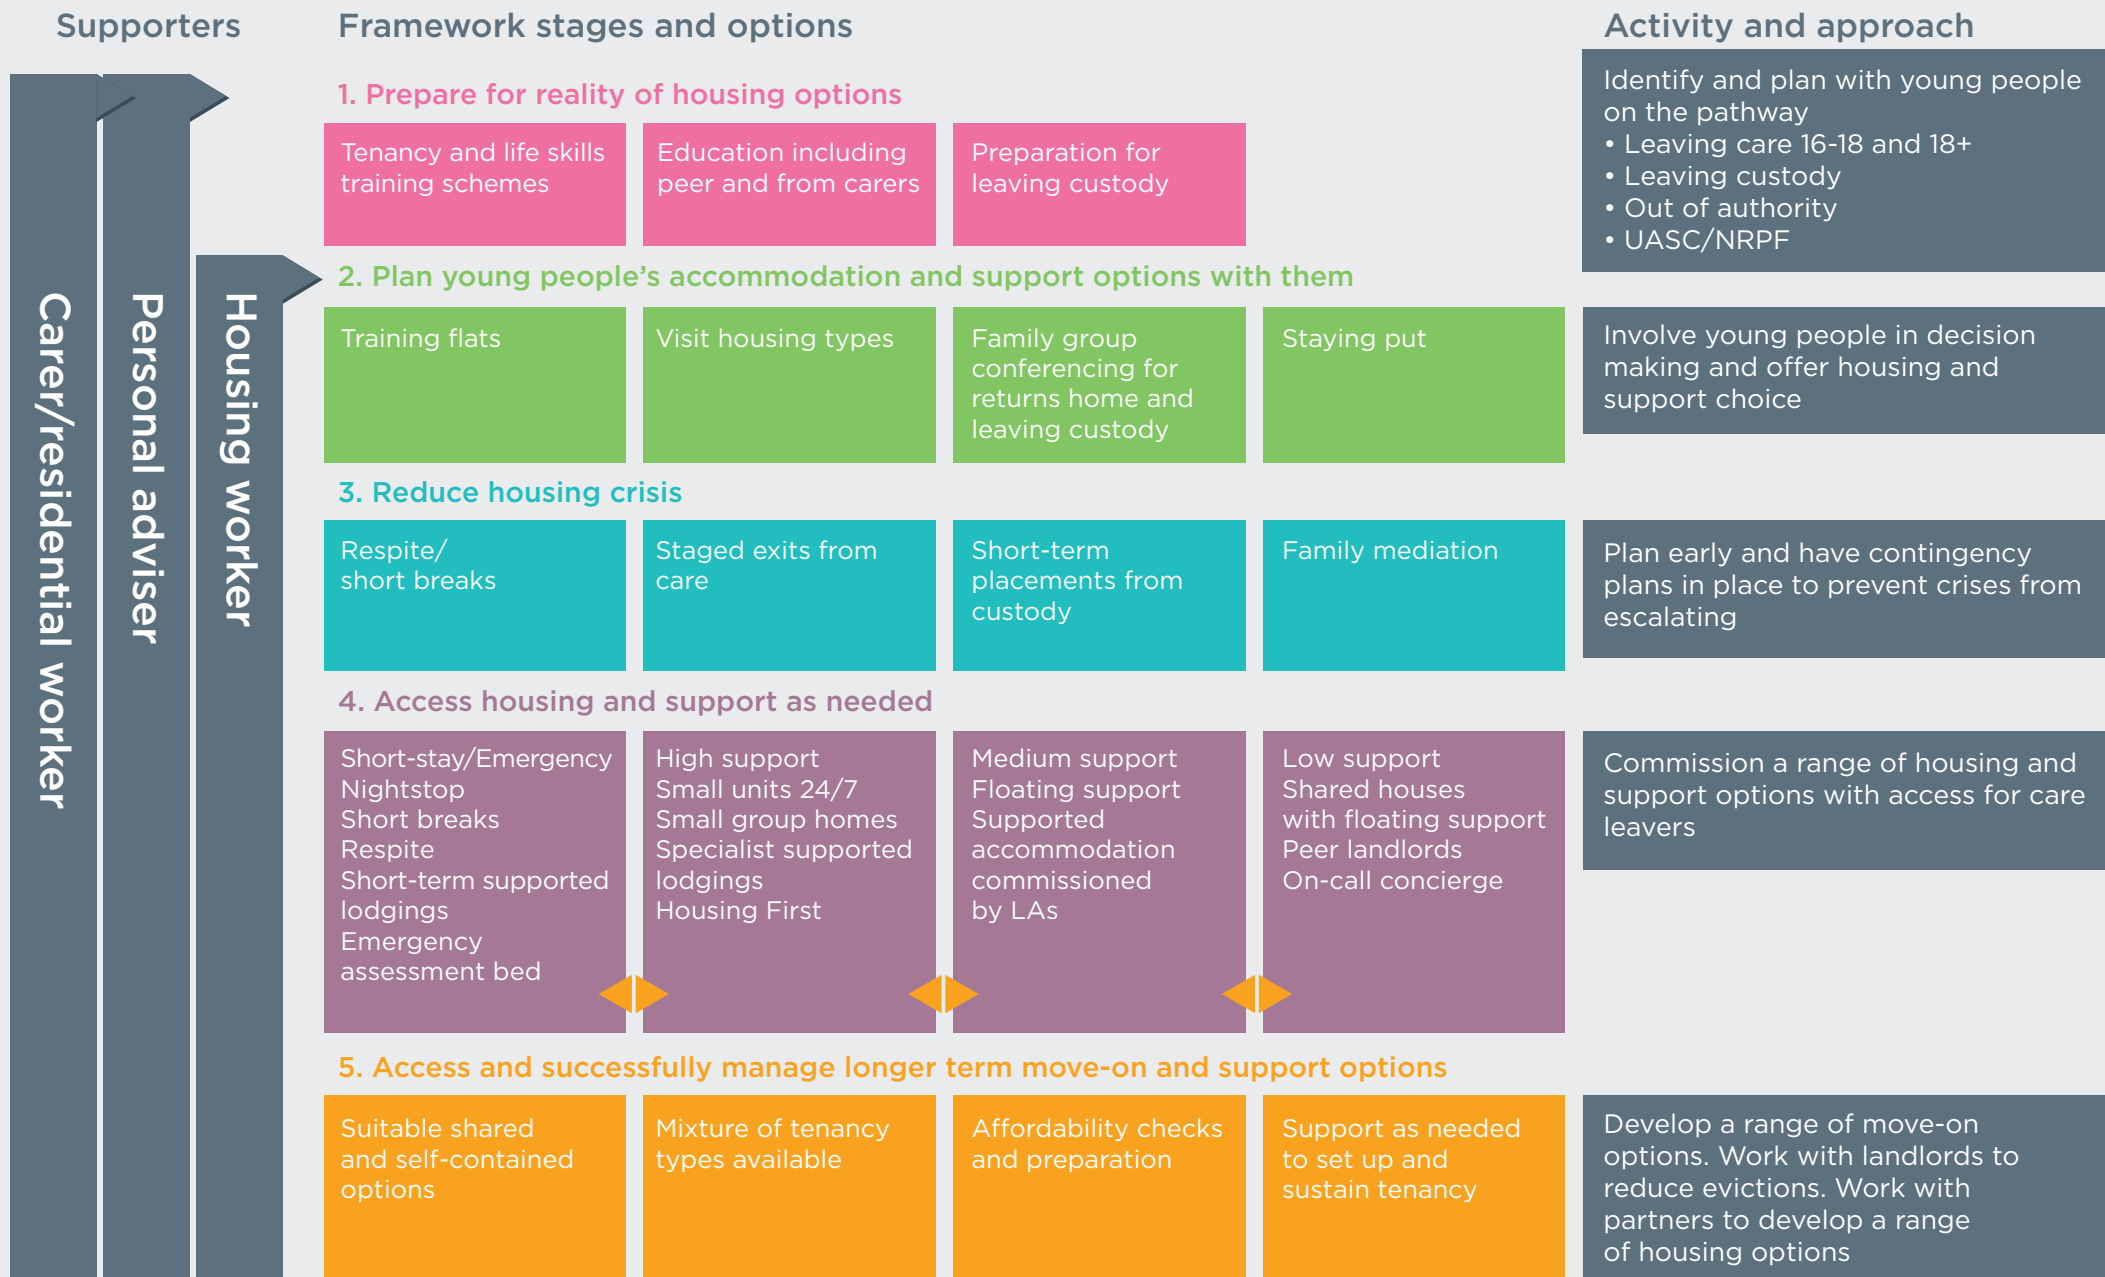 Supporters
Framework stages and options
Activity and approach
Carer/residential worker
Personal adviser
Housing worker
1. Prepare for reality of housing options
Tenancy and life skills
training schemes
Education including
peer and from carers
Preparation for
leaving custody
Identify and plan with young people
on the pathway
• Leaving care 16-18 and 18+
• Leaving custody
• Out of authority
• UASC/NRPF
2. Plan young people’s accommodation and support options with them
Training flats
Visit housing types
Family group
conferencing for
returns home and
leaving custody
Staying put
Involve young people in decision
making and offer housing and
support choice
3. Reduce housing crisis
Respite/
short breaks
Staged exits from
care
Short-term
placements from
custody
Family mediation
Plan early and have contingency
plans in place to prevent crises from
escalating
4. Access housing and support as needed
Short-stay/Emergency
Nightstop
Short breaks
Respite
Short-term supported
lodgings
Emergency
assessment bed
High support
Small units 24/7
Small group homes
Specialist supported
lodgings
Housing First
Medium support
Floating support
Supported
accommodation
commissioned
by LAs
Low support
Shared houses
with floating support
Peer landlords
On-call concierge
Commission a range of housing and
support options with access for care
leavers
5. Access and successfully manage longer term move-on and support options
Suitable shared
and self-contained
options
Mixture of tenancy
types available
Affordability checks
and preparation
Support as needed
to set up and
sustain tenancy
Develop a range of move-on
options. Work with landlords to
reduce evictions. Work with
partners to develop a range
of housing options